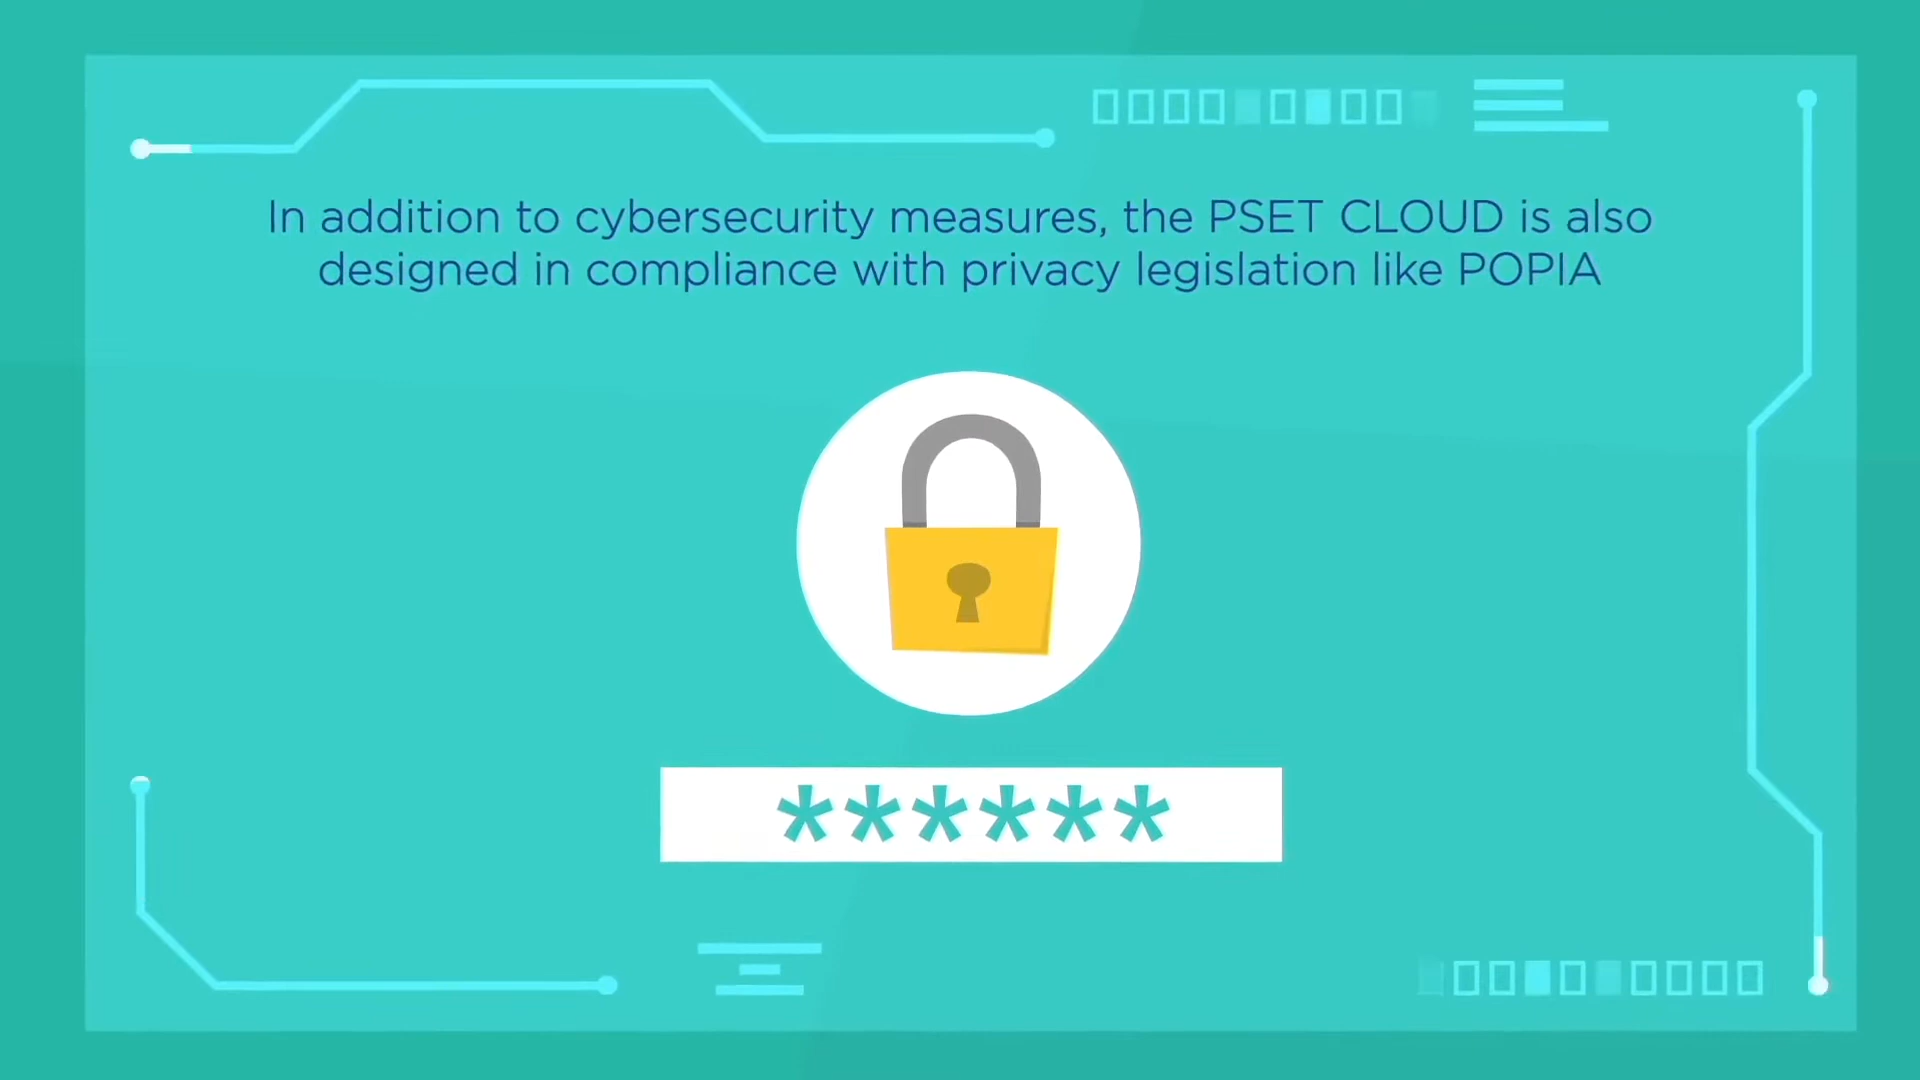 In addition to cybersecurity measures, the PSET CLOUD is also
designed in compliance with privacy legislation like POPIA
******